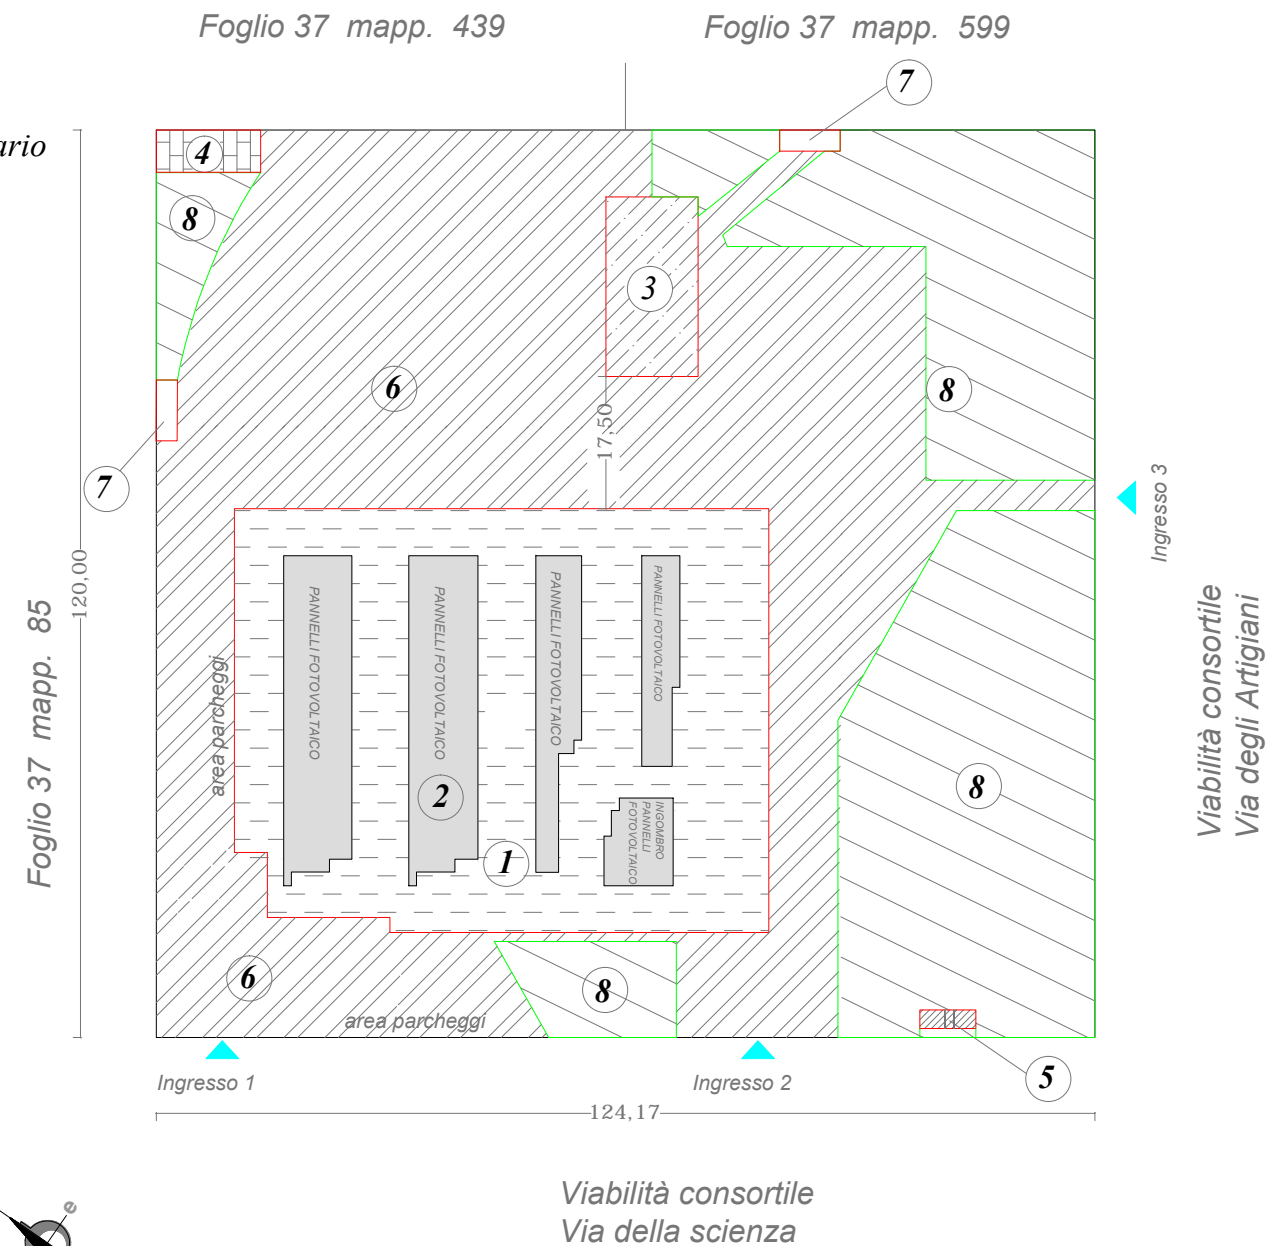 Foglio 37 mapp. 439
Foglio 37 mapp. 599
7
ario
4
8
3
6
8
17,50
7
Ingresso 3
120,00
Foglio 37 mapp. 85
Viabilità consortile
Via degli Artigiani
area parcheggi
PANNELLI FOTOVOLTAICO
PANNELLI FOTOVOLTAICO
PANNELLI FOTOVOLTAICO
PANNELLI FOTOVOLTAICO
2
INGOMBRO
PANNELLI
FOTOVOLTAICO
1
8
6
8
area parcheggi
5
Ingresso 1
Ingresso 2
124,17
Viabilità consortile
Via della scienza
e